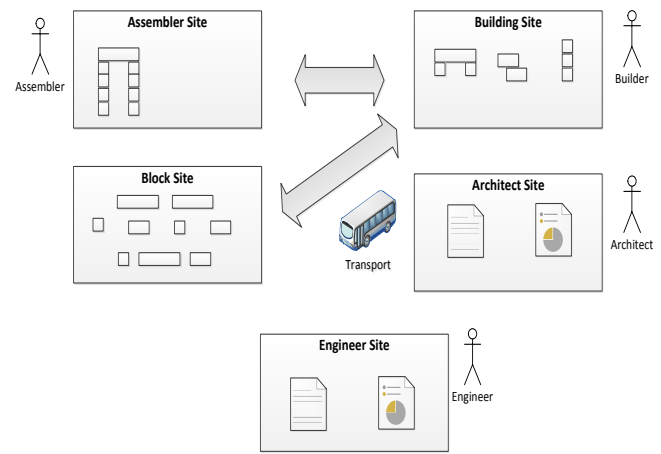 Assembler Site
Building Site
Assembler
Builder
Block Site
Architect Site
Transport
Architect
Engineer Site
Engineer